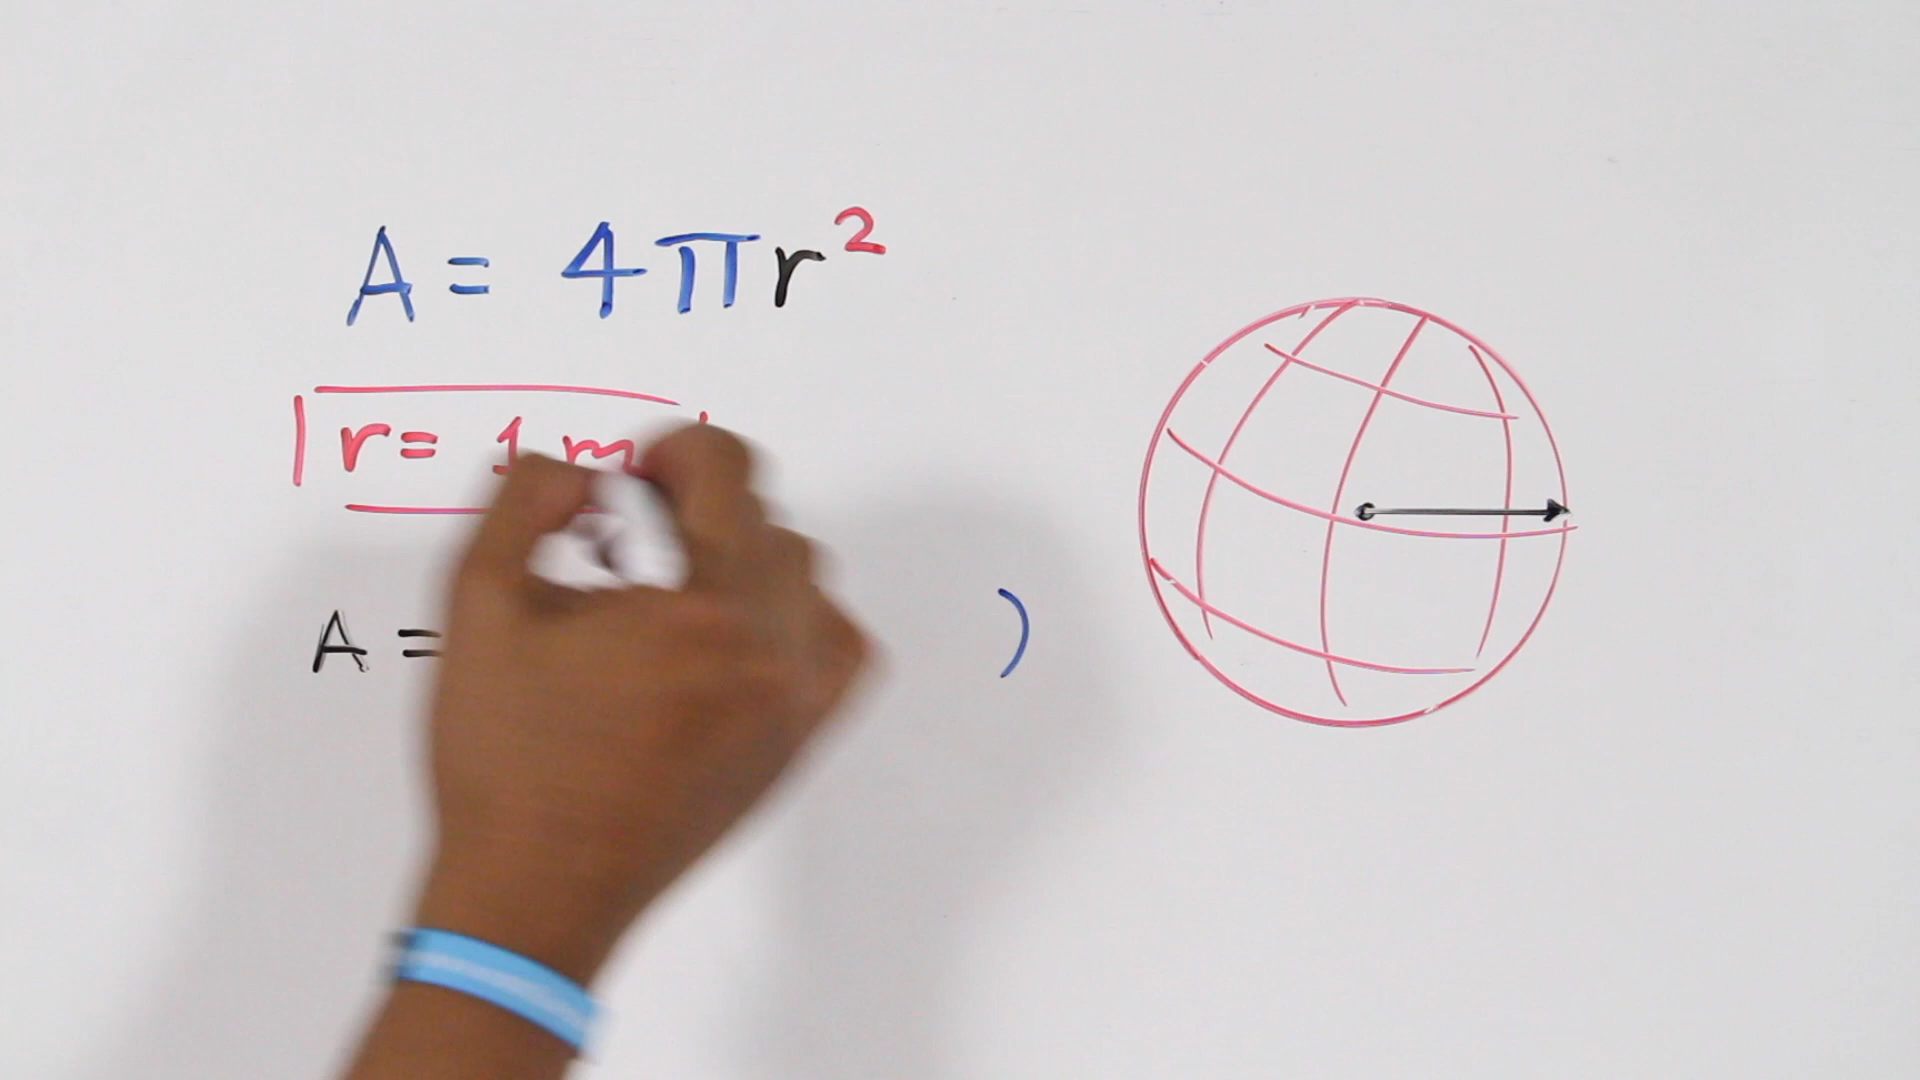 A = 4πr²
r = 1 m
A =
)